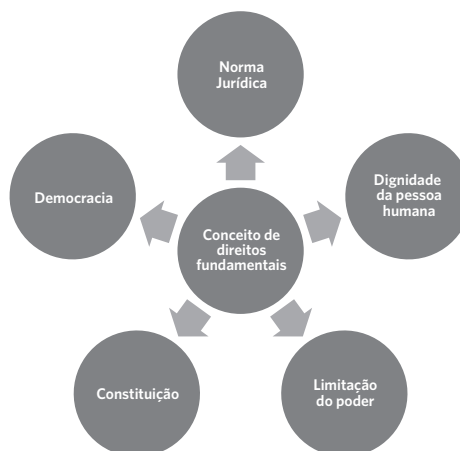 Norma
Jurídica
Democracia
Dignidade
da pessoa
humana
Conceito de
direitos
fundamentais
Constituição
Limitação
do poder